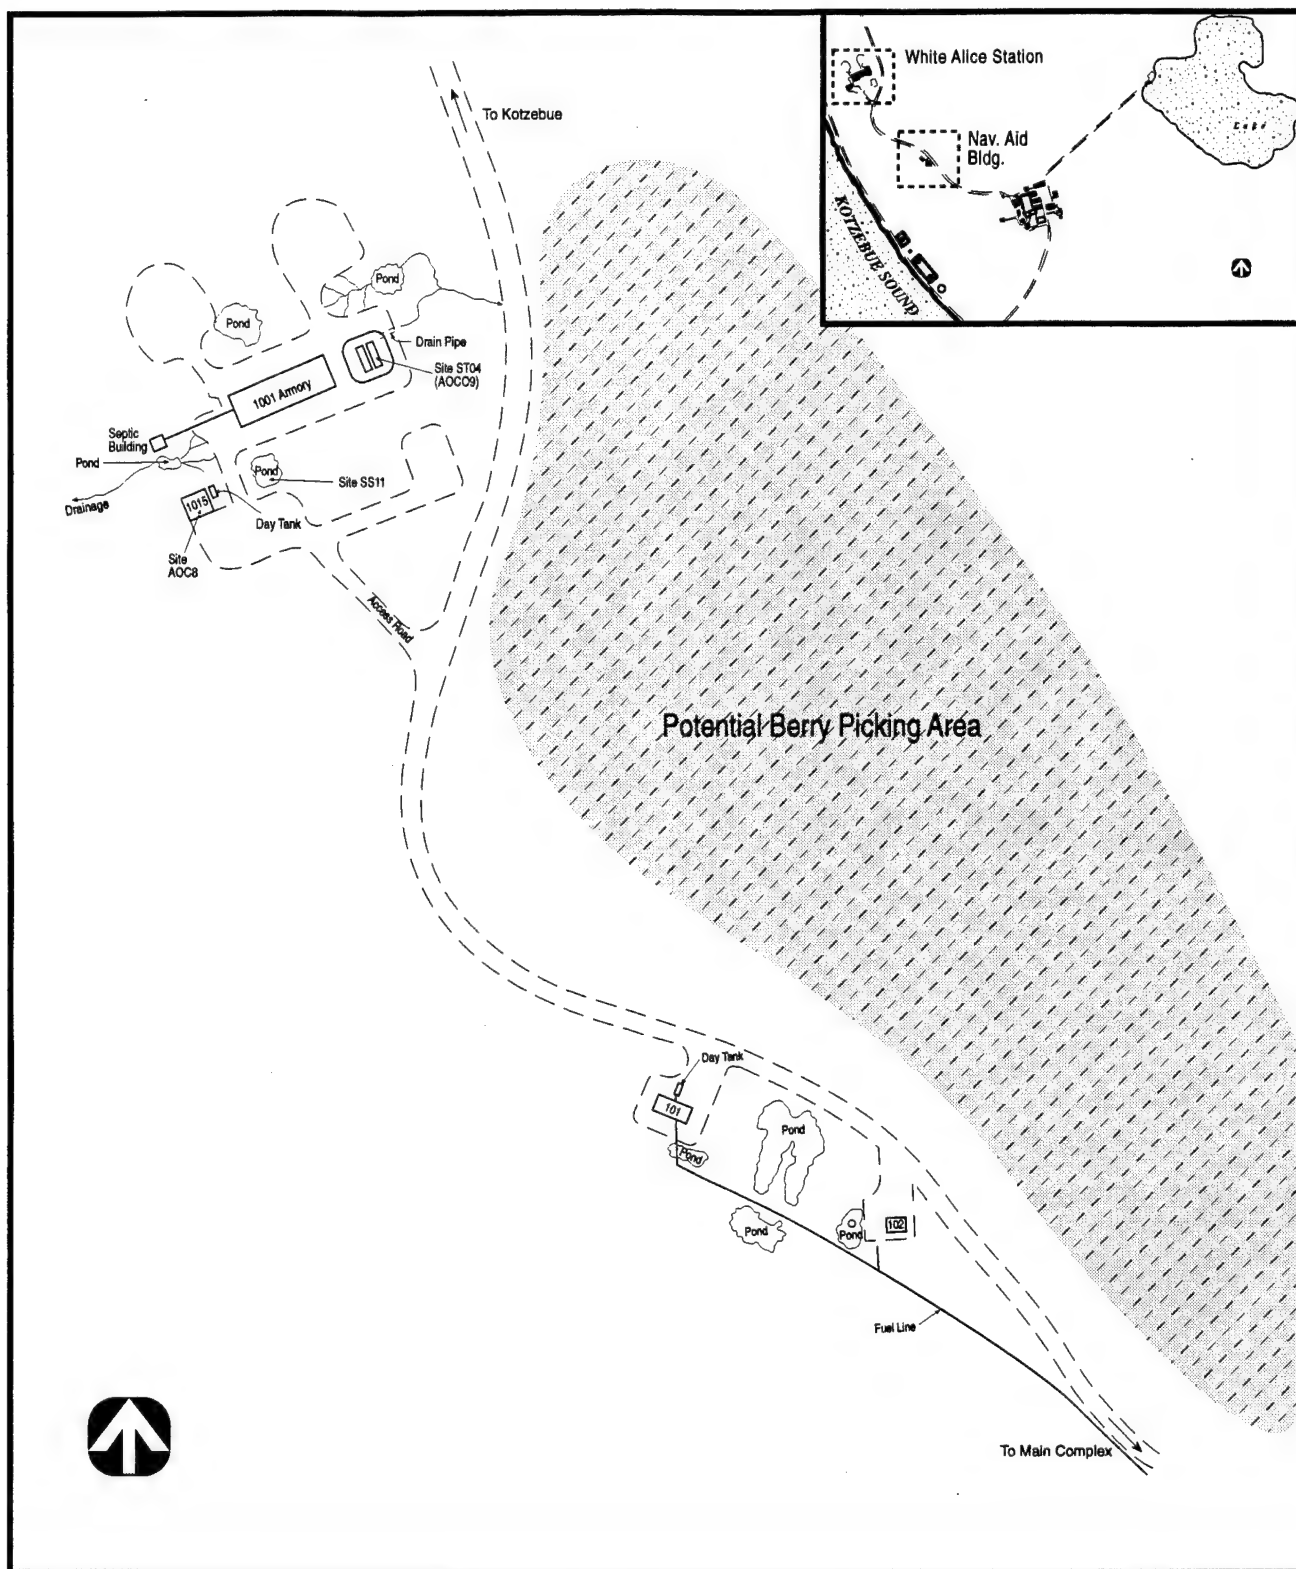 White Alice Station
Lake
Nav. Aid
Bldg.
KOTZEBUE SOUND
To Kotzebue
Pond
Pond
Drain Pipe
Site ST04
(AOCO9)
1001 Armory
Septic
Building
Pond
Pond
Site SS11
Drainage
1015
Day Tank
Site
AOC8
Access Road
Potential Berry Picking Area
Day Tank
101
Pond
Pond
Pond
Pond
102
Fuel Line
To Main Complex